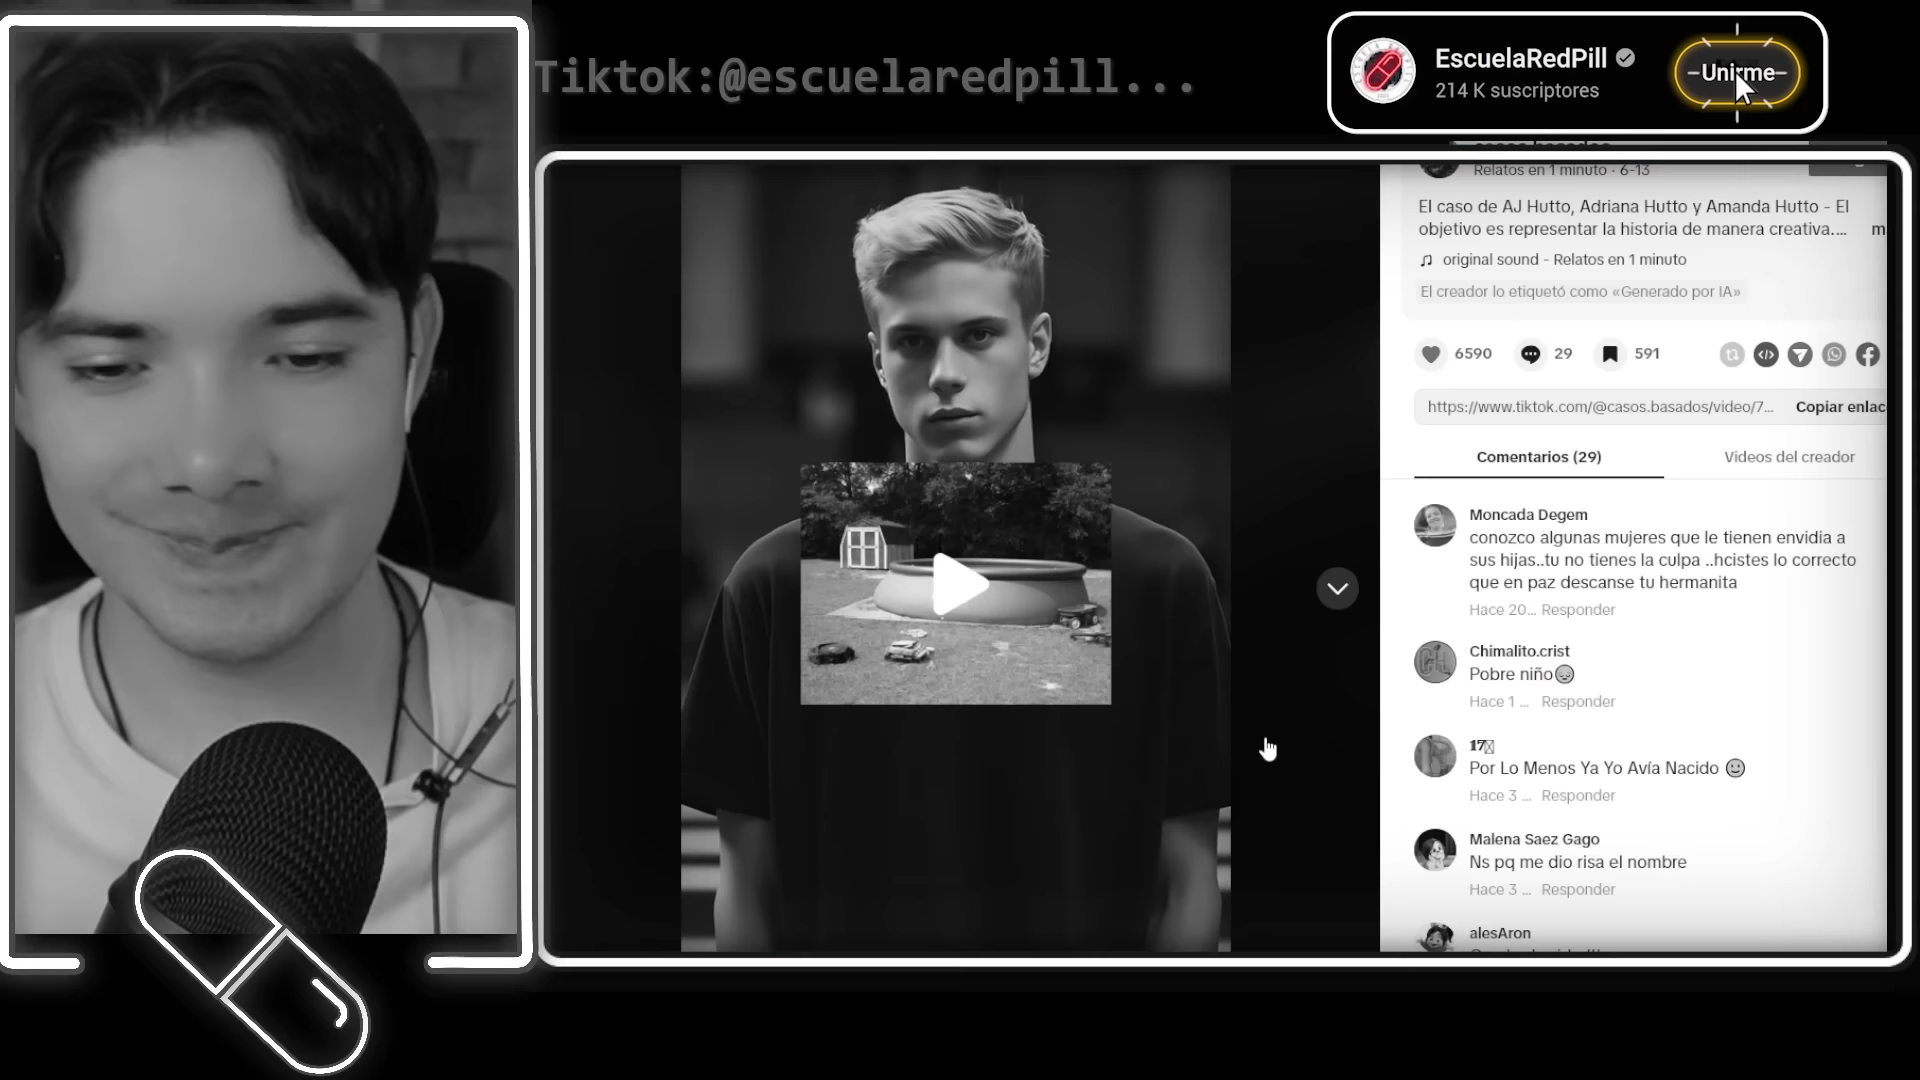 Tiktok:@escuelaredpill...
EscuelaRedPill
214 K suscriptores
Unirme
Relatos en 1 minuto · 6-13
El caso de AJ Hutto, Adriana Hutto y Amanda Hutto - El
objetivo es representar la historia de manera creativa.... m
original sound - Relatos en 1 minuto
El creador lo etiquetó como «Generado por IA»
6590
29
591
https://www.tiktok.com/@casos.basados/video/7...
Copiar enlac
Comentarios (29)
Videos del creador
Moncada Degem
conozco algunas mujeres que le tienen envidia a
sus hijas..tu no tienes la culpa ..hcistes lo correcto
que en paz descanse tu hermanita
Hace 20... Responder
Chimalito.crist
Pobre niño
Hace 1 ... Responder
17
Por Lo Menos Ya Yo Avía Nacido
Hace 3 ... Responder
Malena Saez Gago
Ns pq me dio risa el nombre
Hace 3 ... Responder
alesAron